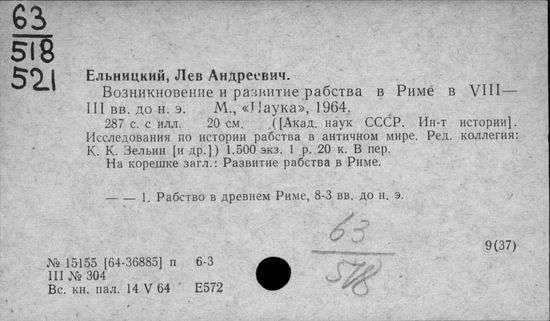 63
518
521
Ельницкий, Лев Андреевич.
Возникновение и развитие рабства в Риме в VIII—
III вв. до н. э. М., «Наука», 1964.
287 с. с илл. 20 см. ([Акад. наук СССР. Ин-т истории].
Исследования по истории рабства в античном мире. Ред. коллегия:
К. К. Зельин [и др.]) 1.500 экз. 1 р. 20 к. В пер.
На корешке загл.: Развитие рабства в Риме.
— — 1. Рабство в древнем Риме, 8-3 вв. до н. э.
63
518
9(37)
№ 15155 [64-36885] п 6-3
III № 304
Вс. кн. пал. 14 V 64 Е572